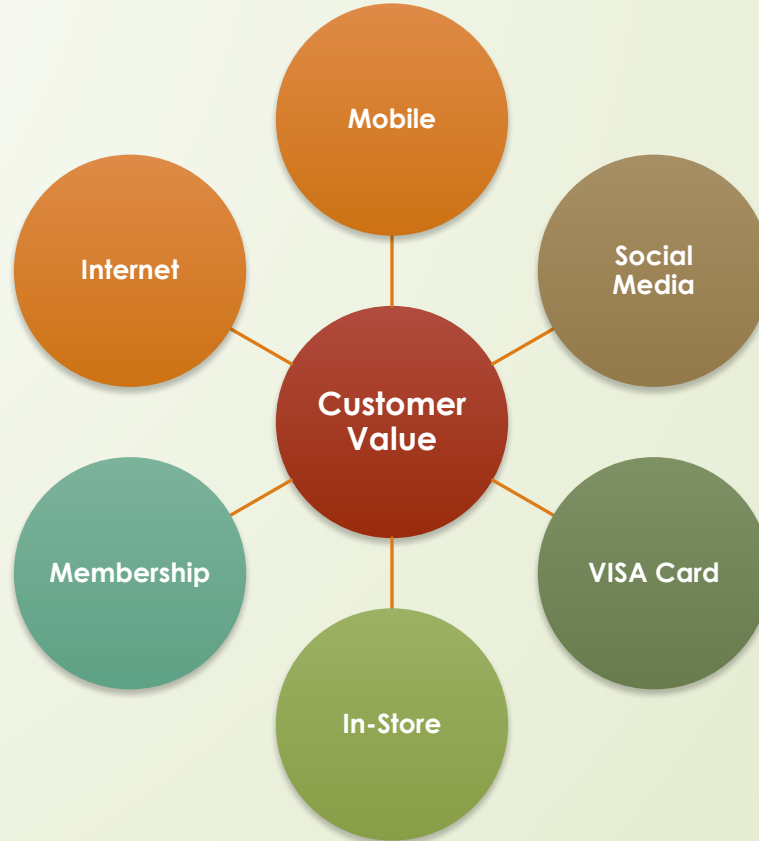 Mobile
Internet
Social
Media
Customer
Value
Membership
VISA Card
In-Store